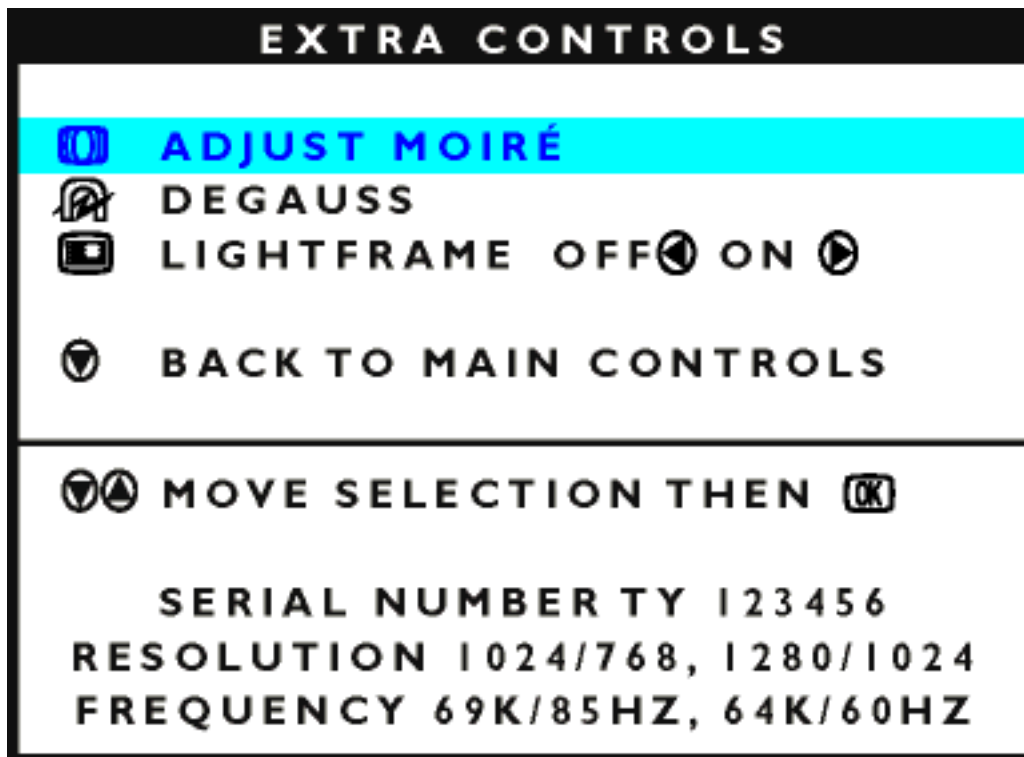 EXTRA CONTROLS
ADJUST MOIRÉ
DEGAUSS
LIGHTFRAME OFF ON
BACK TO MAIN CONTROLS
MOVE SELECTION THEN OK
SERIAL NUMBER TY 123456
RESOLUTION 1024/768, 1280/1024
FREQUENCY 69K/85HZ, 64K/60HZ